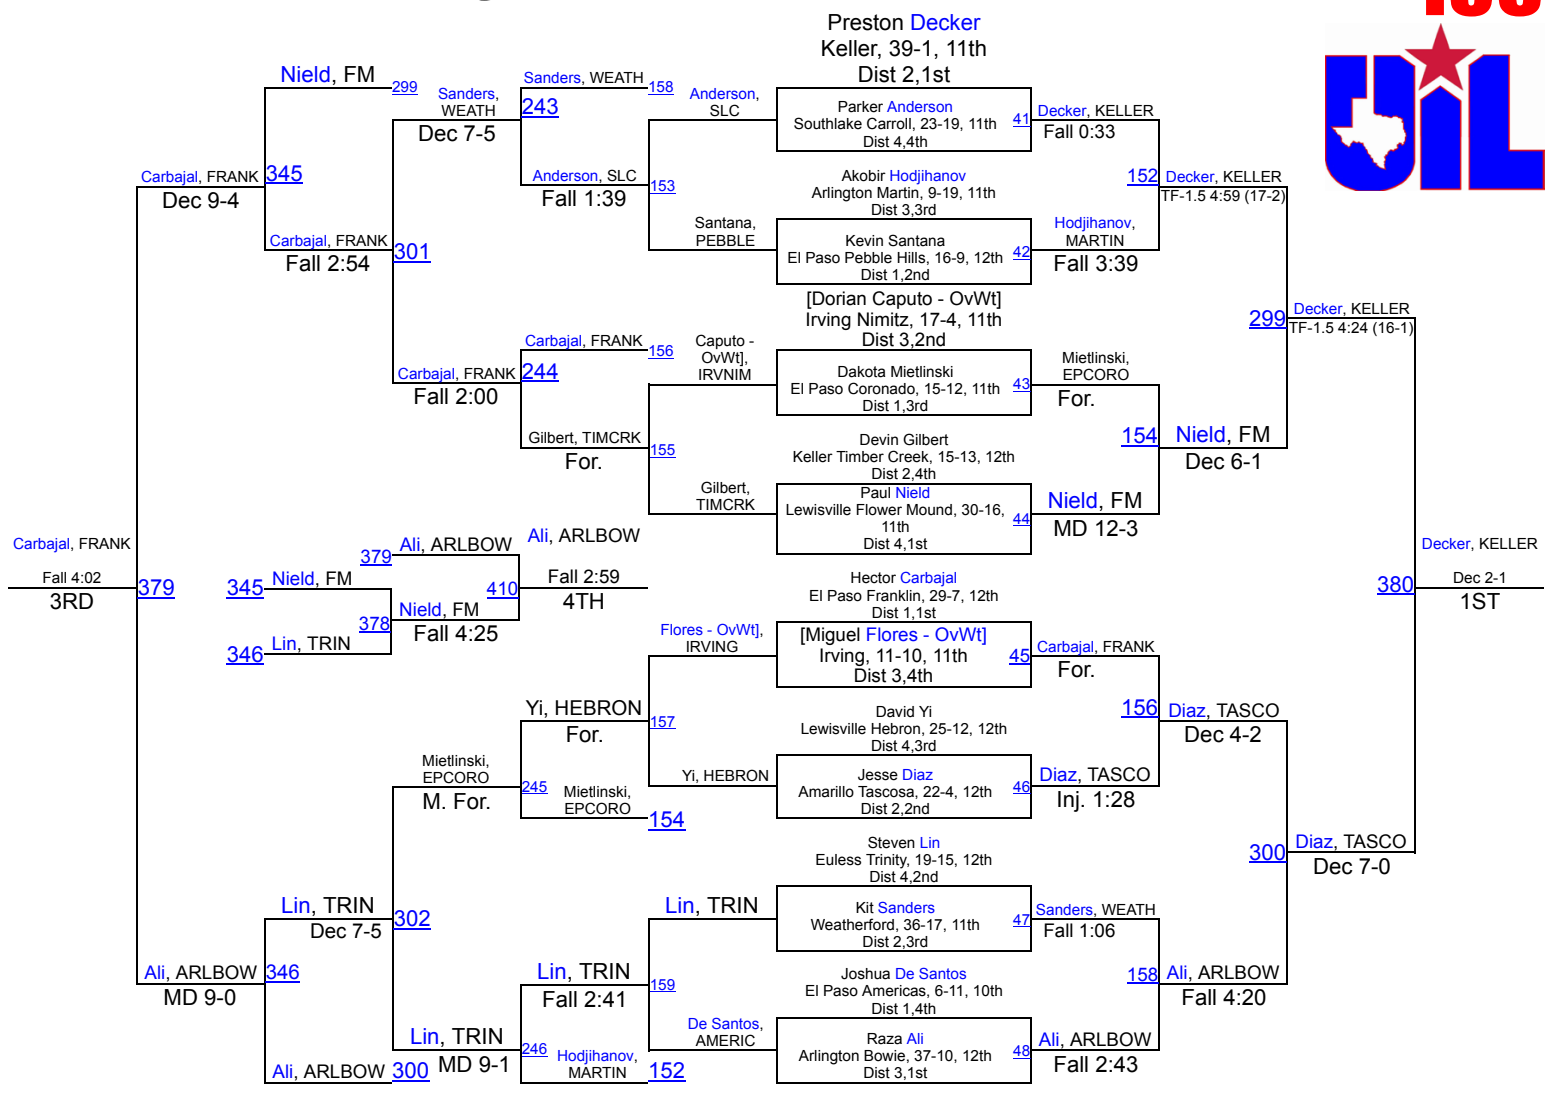 Preston Decker
Keller, 39-1, 11th
Dist 2,1st
Parker Anderson
Southlake Carroll, 23-19, 11th
Dist 4,4th
41
Akobir Hodjihanov
Arlington Martin, 9-19, 11th
Dist 3,3rd
Kevin Santana
El Paso Pebble Hills, 16-9, 12th
Dist 1,2nd
42
[Dorian Caputo - OvWt]
Irving Nimitz, 17-4, 11th
Dist 3,2nd
Dakota Mietlinski
El Paso Coronado, 15-12, 11th
Dist 1,3rd
43
Devin Gilbert
Keller Timber Creek, 15-13, 12th
Dist 2,4th
Paul Nield
Lewisville Flower Mound, 30-16,
11th
Dist 4,1st
44
Hector Carbajal
El Paso Franklin, 29-7, 12th
Dist 1,1st
[Miguel Flores - OvWt]
Irving, 11-10, 11th
Dist 3,4th
45
David Yi
Lewisville Hebron, 25-12, 12th
Dist 4,3rd
Jesse Diaz
Amarillo Tascosa, 22-4, 12th
Dist 2,2nd
46
Steven Lin
Euless Trinity, 19-15, 12th
Dist 4,2nd
Kit Sanders
Weatherford, 36-17, 11th
Dist 2,3rd
47
Joshua De Santos
El Paso Americas, 6-11, 10th
Dist 1,4th
Raza Ali
Arlington Bowie, 37-10, 12th
Dist 3,1st
48
Decker, KELLER
Fall 0:33
152
Hodjihanov,
MARTIN
Fall 3:39
Mietlinski,
EPCORO
For.
154
Nield, FM
MD 12-3
Carbajal, FRANK
For.
156
Diaz, TASCO
Inj. 1:28
Sanders, WEATH
Fall 1:06
158
Ali, ARLBOW
Fall 2:43
Decker, KELLER
TF-1.5 4:59 (17-2)
299
Nield, FM
Dec 6-1
Diaz, TASCO
Dec 4-2
300
Ali, ARLBOW
Fall 4:20
Decker, KELLER
TF-1.5 4:24 (16-1)
380
Diaz, TASCO
Dec 7-0
Decker, KELLER
Dec 2-1
1ST
UIL
Anderson,
SLC
153
Santana,
PEBBLE
Caputo -
OvWt],
IRVNIM
155
Gilbert,
TIMCRK
Flores - OvWt],
IRVING
157
Yi, HEBRON
Lin, TRIN
159
De Santos,
AMERIC
Sanders, WEATH
158
243
Anderson, SLC
Fall 1:39
Carbajal, FRANK
156
244
Gilbert, TIMCRK
For.
Yi, HEBRON
For.
245
Mietlinski,
EPCORO
154
Lin, TRIN
Fall 2:41
246
Hodjihanov,
MARTIN
152
Sanders,
WEATH
Dec 7-5
301
Carbajal, FRANK
Fall 2:00
Mietlinski,
EPCORO
M. For.
302
Lin, TRIN
MD 9-1
Nield, FM
299
345
Carbajal, FRANK
Fall 2:54
Lin, TRIN
Dec 7-5
346
Ali, ARLBOW
300
Carbajal, FRANK
Dec 9-4
379
Ali, ARLBOW
MD 9-0
Carbajal, FRANK
Fall 4:02
3RD
345
Nield, FM
378
346
Lin, TRIN
379
Ali, ARLBOW
410
Nield, FM
Fall 4:25
Ali, ARLBOW
Fall 2:59
4TH